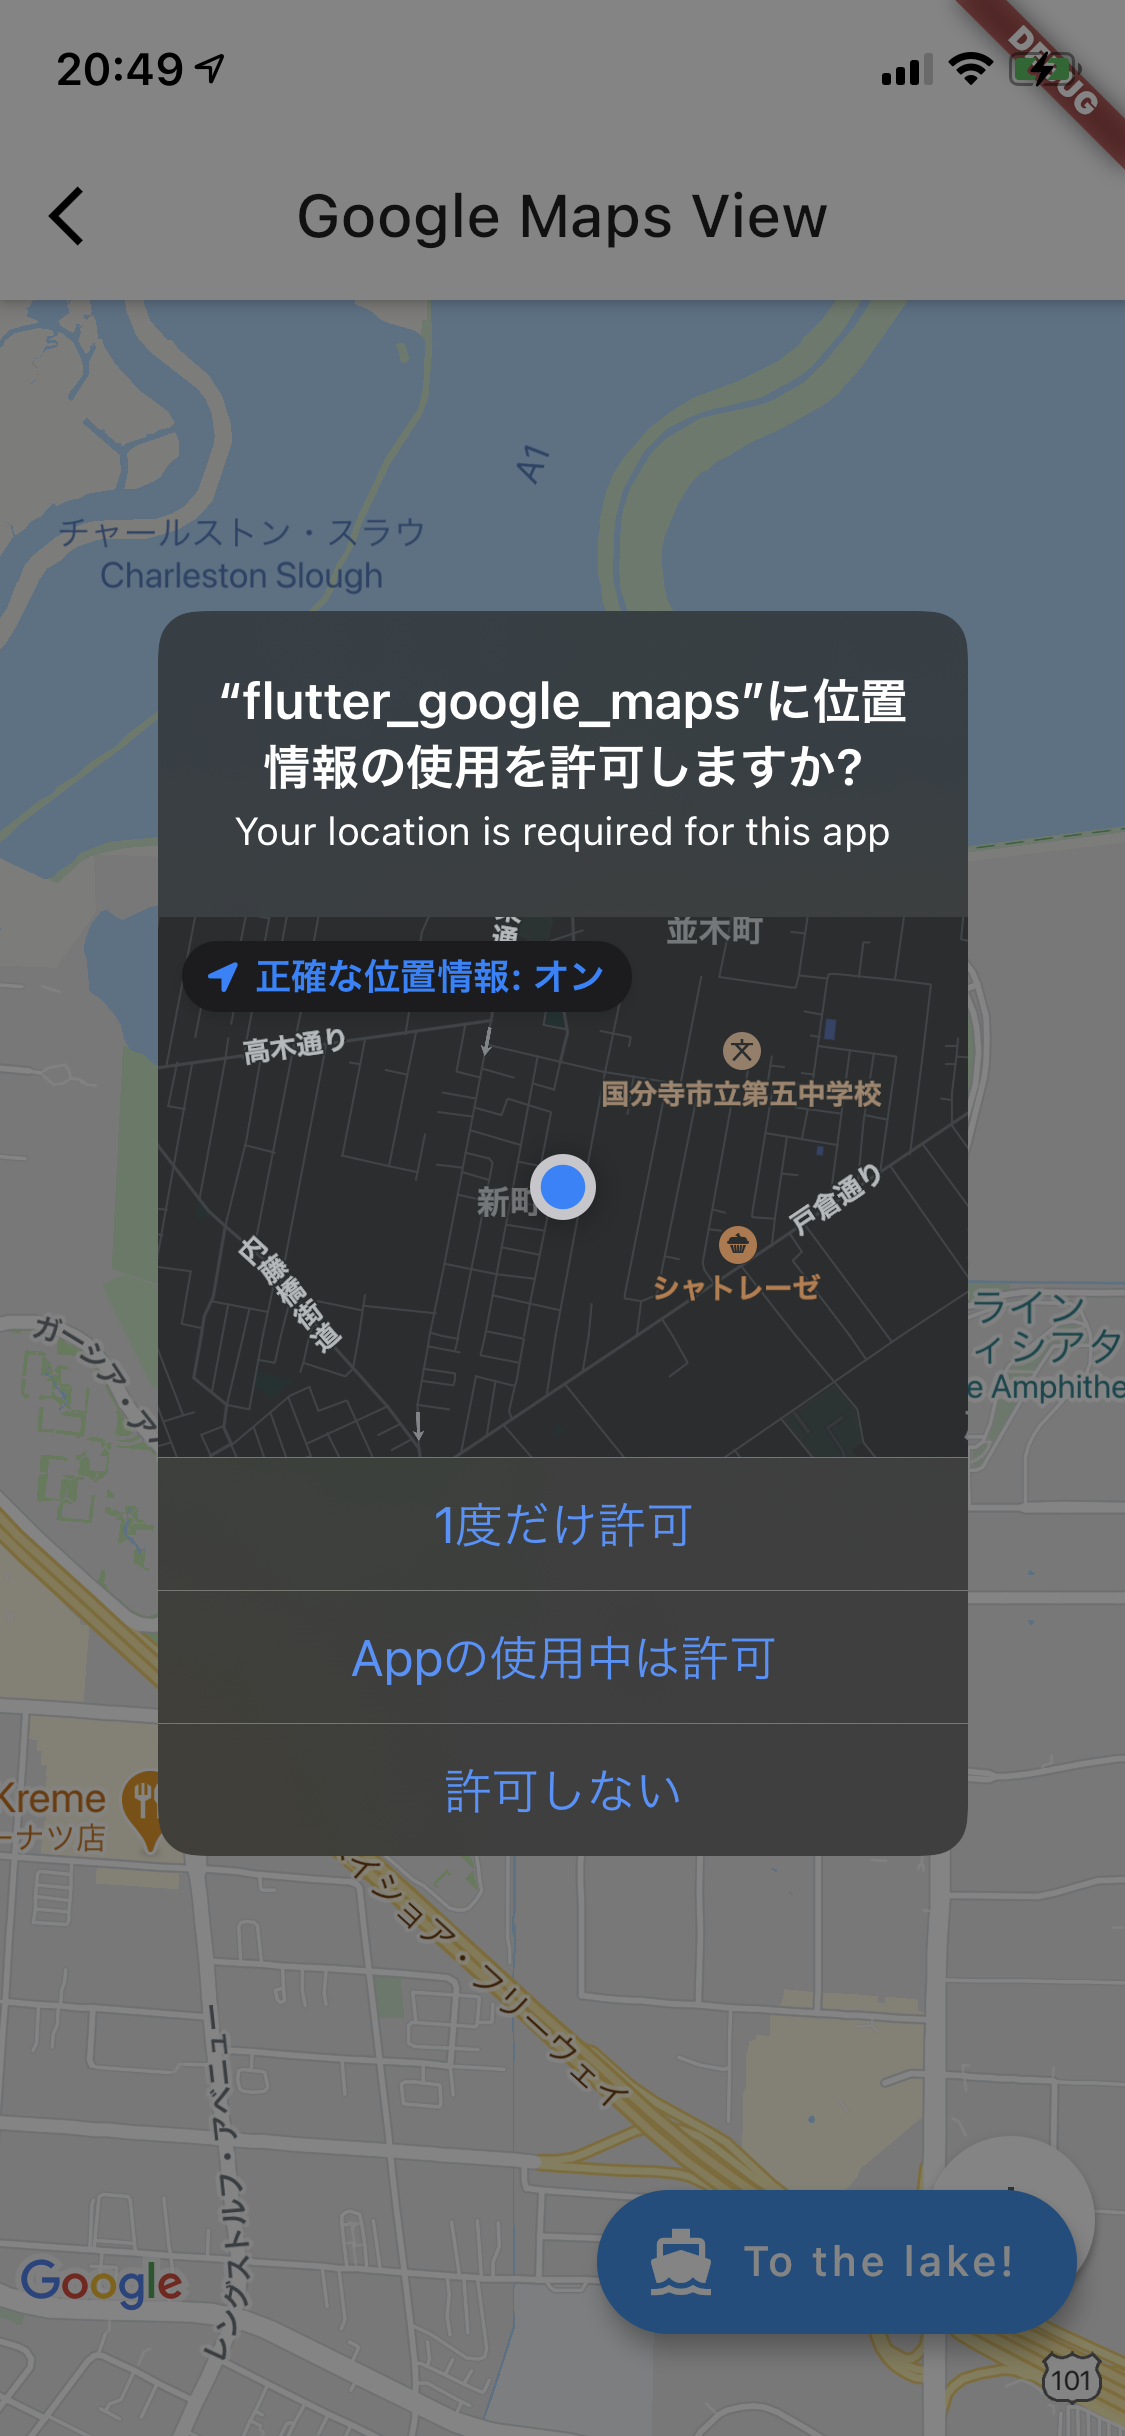 20:49
DEBUG
Google Maps View
A1
チャールストン・スラウ
Charleston Slough
“flutter_google_maps”に位置
情報の使用を許可しますか?
Your location is required for this app
並木町
正確な位置情報: オン
高木通り
国分寺市立第五中学校
新町
戸倉通り
シャトレーゼ
内藤橋街道
ライン
ィシアタ
e Amphithe
ガーシア・ア
1度だけ許可
Appの使用中は許可
許可しない
Kreme
ーナツ店
イショア・フリーウェイ
レングストルフ・アベニュー
To the lake!
Google
101